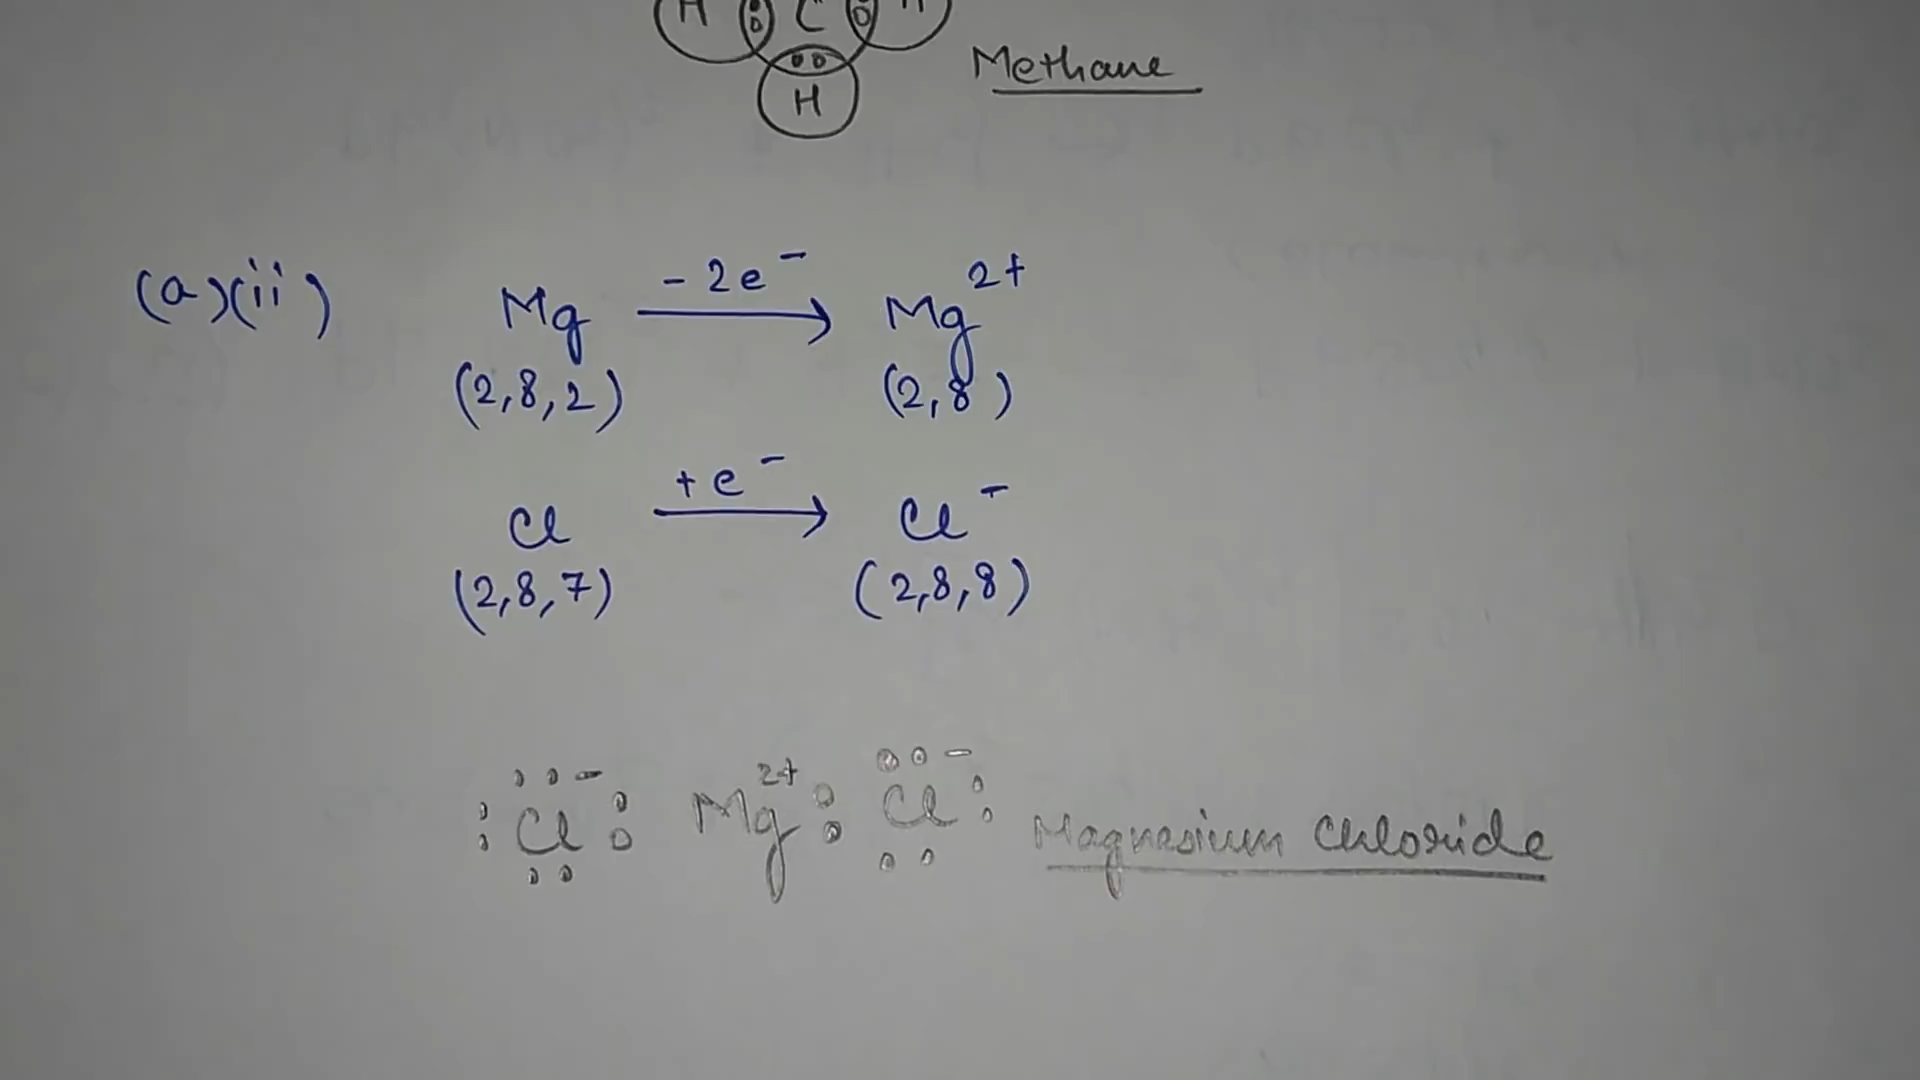 H C H
Methane
H
(a)(ii) Mg - 2e⁻ → Mg²⁺
(2,8,2) (2,8)
Cl + e⁻ → Cl⁻
(2,8,7) (2,8,8)
Cl⁻ Mg²⁺ Cl⁻ Magnesium Chloride